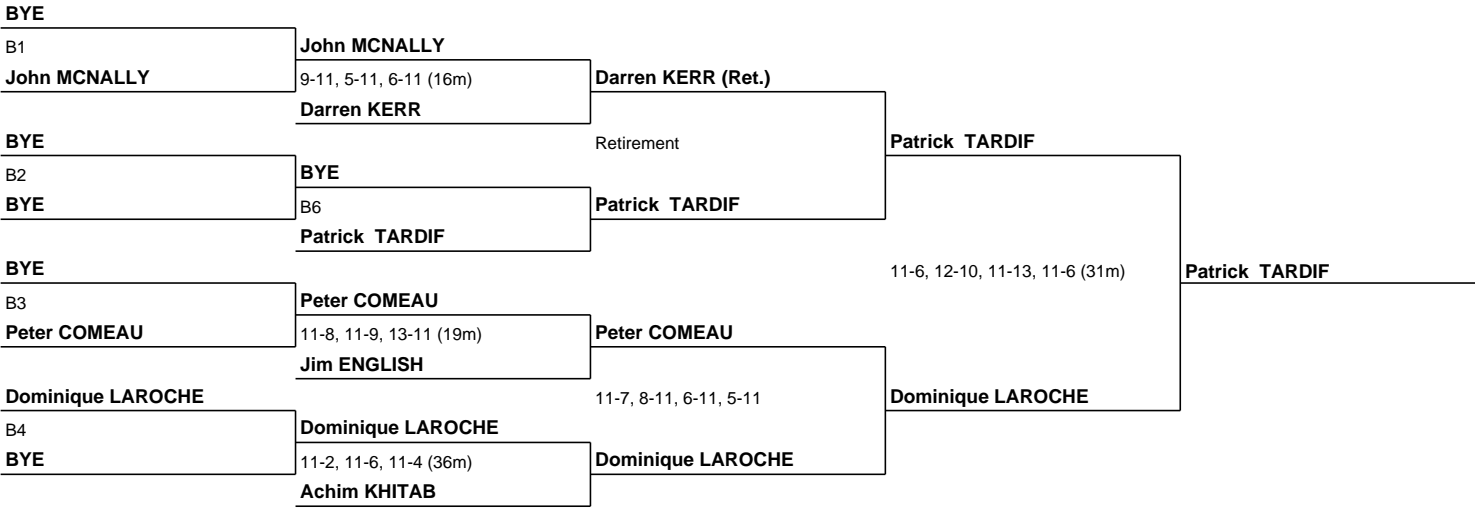 BYE
B1
John MCNALLY
John MCNALLY
9-11, 5-11, 6-11 (16m)
Darren KERR
Darren KERR (Ret.)
BYE
B2
BYE
BYE
B6
Patrick TARDIF
Retirement
Patrick TARDIF
Patrick TARDIF
BYE
B3
Peter COMEAU
Peter COMEAU
11-8, 11-9, 13-11 (19m)
Jim ENGLISH
Peter COMEAU
Dominique LAROCHE
B4
BYE
Dominique LAROCHE
11-2, 11-6, 11-4 (36m)
Achim KHITAB
11-7, 8-11, 6-11, 5-11
Dominique LAROCHE
Dominique LAROCHE
11-6, 12-10, 11-13, 11-6 (31m)
Patrick TARDIF